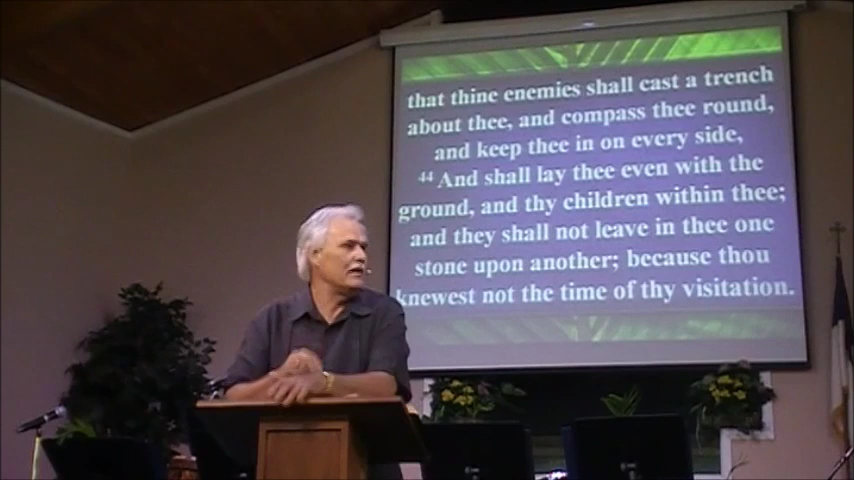 that thine enemies shall cast a trench
about thee, and compass thee round,
and keep thee in on every side,
44 And shall lay thee even with the
ground, and thy children within thee;
and they shall not leave in thee one
stone upon another; because thou
knewest not the time of thy visitation.